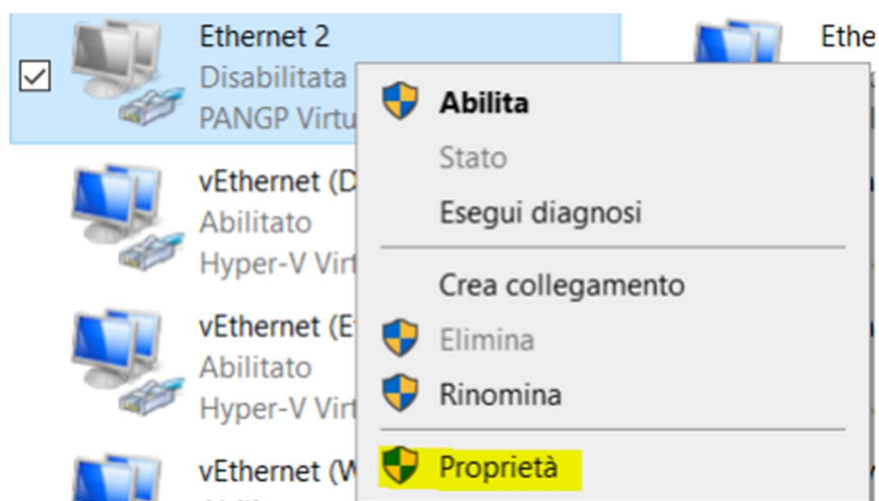 Ethernet 2
Disabilitata
PANGP Virtu
Ethe
Abilita
Stato
Esegui diagnosi
Crea collegamento
Elimina
Rinomina
Proprietà
vEthernet (D
Abilitato
Hyper-V Virt
vEthernet (E
Abilitato
Hyper-V Virt
vEthernet (W